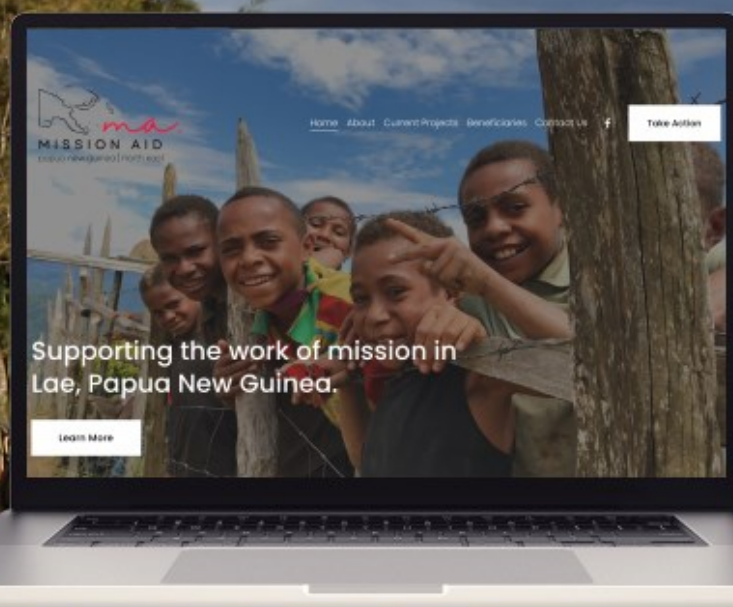 ma
MISSION AID
papua new guinea | north east
Home About Current Projects Beneficiaries Contact Us
Take Action
Supporting the work of mission in
Lae, Papua New Guinea.
Learn More